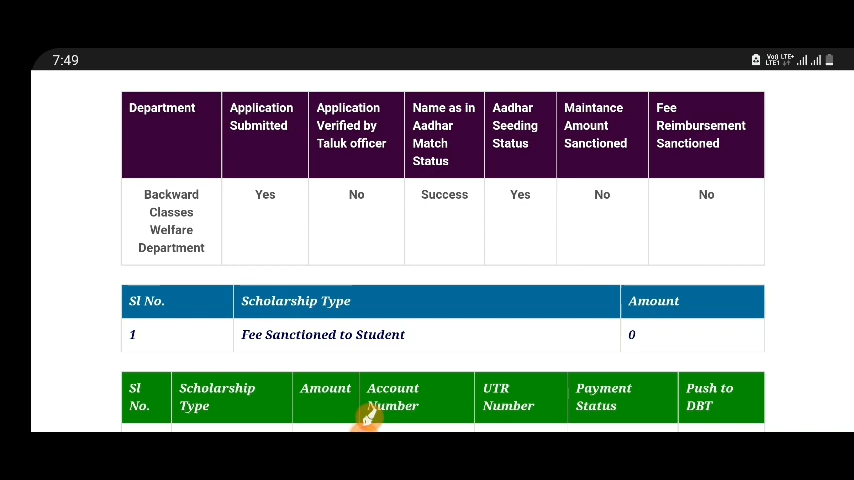 7:49
Vo)) LTE+
LTE1
Department
Application Submitted
Application Verified by Taluk officer
Name as in Aadhar Match Status
Aadhar Seeding Status
Maintance Amount Sanctioned
Fee Reimbursement Sanctioned
Backward Classes Welfare Department
Yes
No
Success
Yes
No
No
Sl No.
Scholarship Type
Amount
1
Fee Sanctioned to Student
0
Sl No.
Scholarship Type
Amount
Account Number
UTR Number
Payment Status
Push to DBT